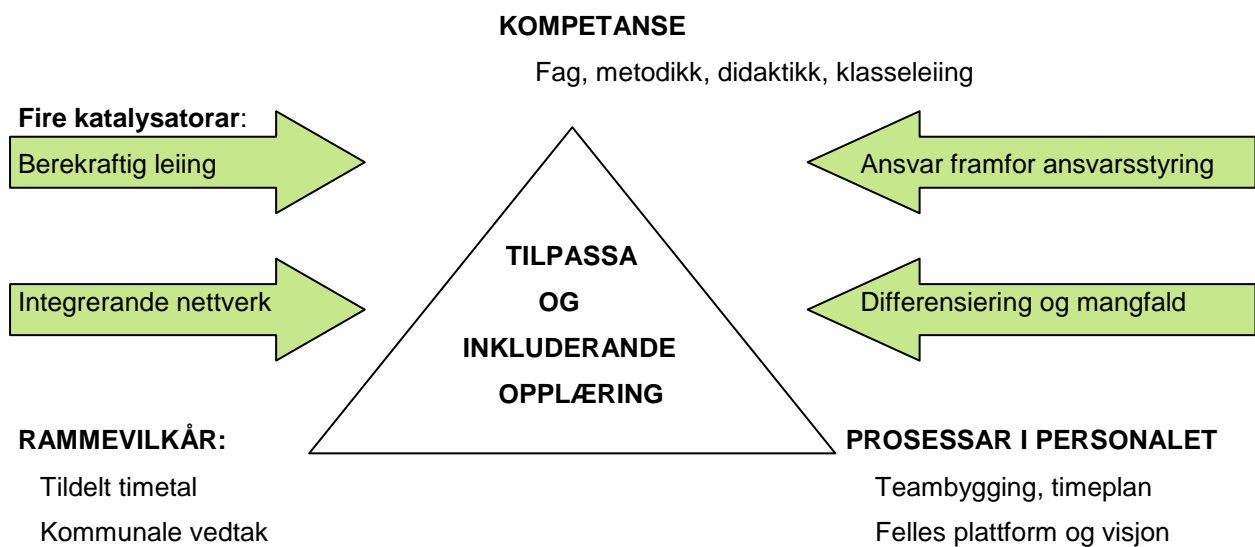 KOMPETANSE
Fag, metodikk, didaktikk, klasseleiing
Fire katalysatorar:
Berekraftig leiing
Ansvar framfor ansvarsstyring
TILPASSA
OG
INKLUDERANDE
OPPLÆRING
Integrerande nettverk
Differensiering og mangfald
RAMMEVILKÅR:
Tildelt timetal
Kommunale vedtak
PROSESSAR I PERSONALET
Teambygging, timeplan
Felles plattform og visjon